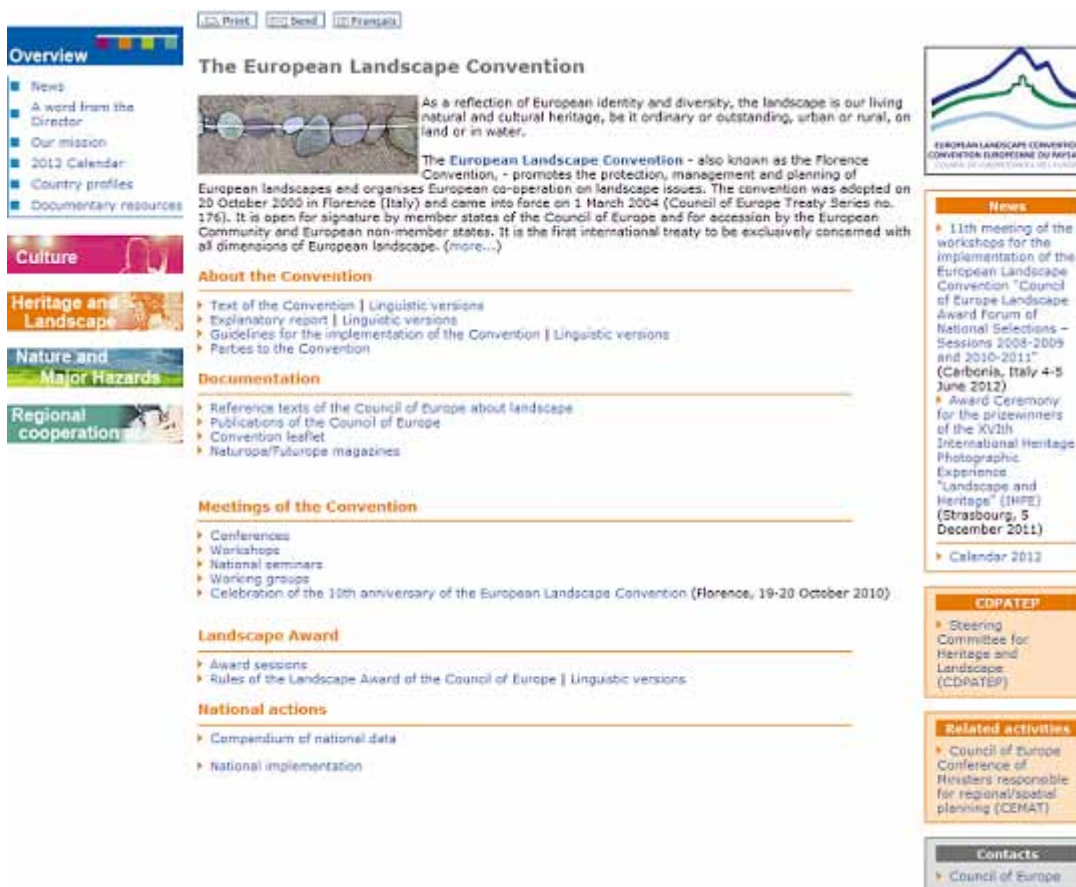 Print Send Français
Overview
News
A word from the
Director
Our mission
2012 Calendar
Country profiles
Documentary resources
Culture
Heritage and
Landscape
Nature and
Major Hazards
Regional
cooperation
The European Landscape Convention
As a reflection of European identity and diversity, the landscape is our living
natural and cultural heritage, be it ordinary or outstanding, urban or rural, on
land or in water.
The European Landscape Convention - also known as the Florence
Convention, - promotes the protection, management and planning of
European landscapes and organises European co-operation on landscape issues. The convention was adopted on
20 October 2000 in Florence (Italy) and came into force on 1 March 2004 (Council of Europe Treaty Series no.
176). It is open for signature by member states of the Council of Europe and for accession by the European
Community and European non-member states. It is the first international treaty to be exclusively concerned with
all dimensions of European landscape. (more...)
About the Convention
Text of the Convention | Linguistic versions
Explanatory report | Linguistic versions
Guidelines for the implementation of the Convention | Linguistic versions
Parties to the Convention
Documentation
Reference texts of the Council of Europe about landscape
Publications of the Council of Europe
Convention leaflet
Naturopa/Futurope magazines
Meetings of the Convention
Conferences
Workshops
National seminars
Working groups
Celebration of the 10th anniversary of the European Landscape Convention (Florence, 19-20 October 2010)
Landscape Award
Award sessions
Rules of the Landscape Award of the Council of Europe | Linguistic versions
National actions
Compendium of national data
National implementation
EUROPEAN LANDSCAPE CONVENTION
CONVENTION EUROPÉENNE DU PAYSA
News
11th meeting of the
workshops for the
implementation of the
European Landscape
Convention "Council
of Europe Landscape
Award Forum of
National Selections –
Sessions 2008-2009
and 2010-2011"
(Carbonia, Italy 4-5
June 2012)
Award Ceremony
for the prizewinners
of the XVIth
International Heritage
Photographic
Experience
"Landscape and
Heritage" (IHPE)
(Strasbourg, 5
December 2011)
Calendar 2012
CDPATEP
Steering
Committee for
Heritage and
Landscape
(CDPATEP)
Related activities
Council of Europe
Conference of
Ministers responsible
for regional/spatial
planning (CEMAT)
Contacts
Council of Europe